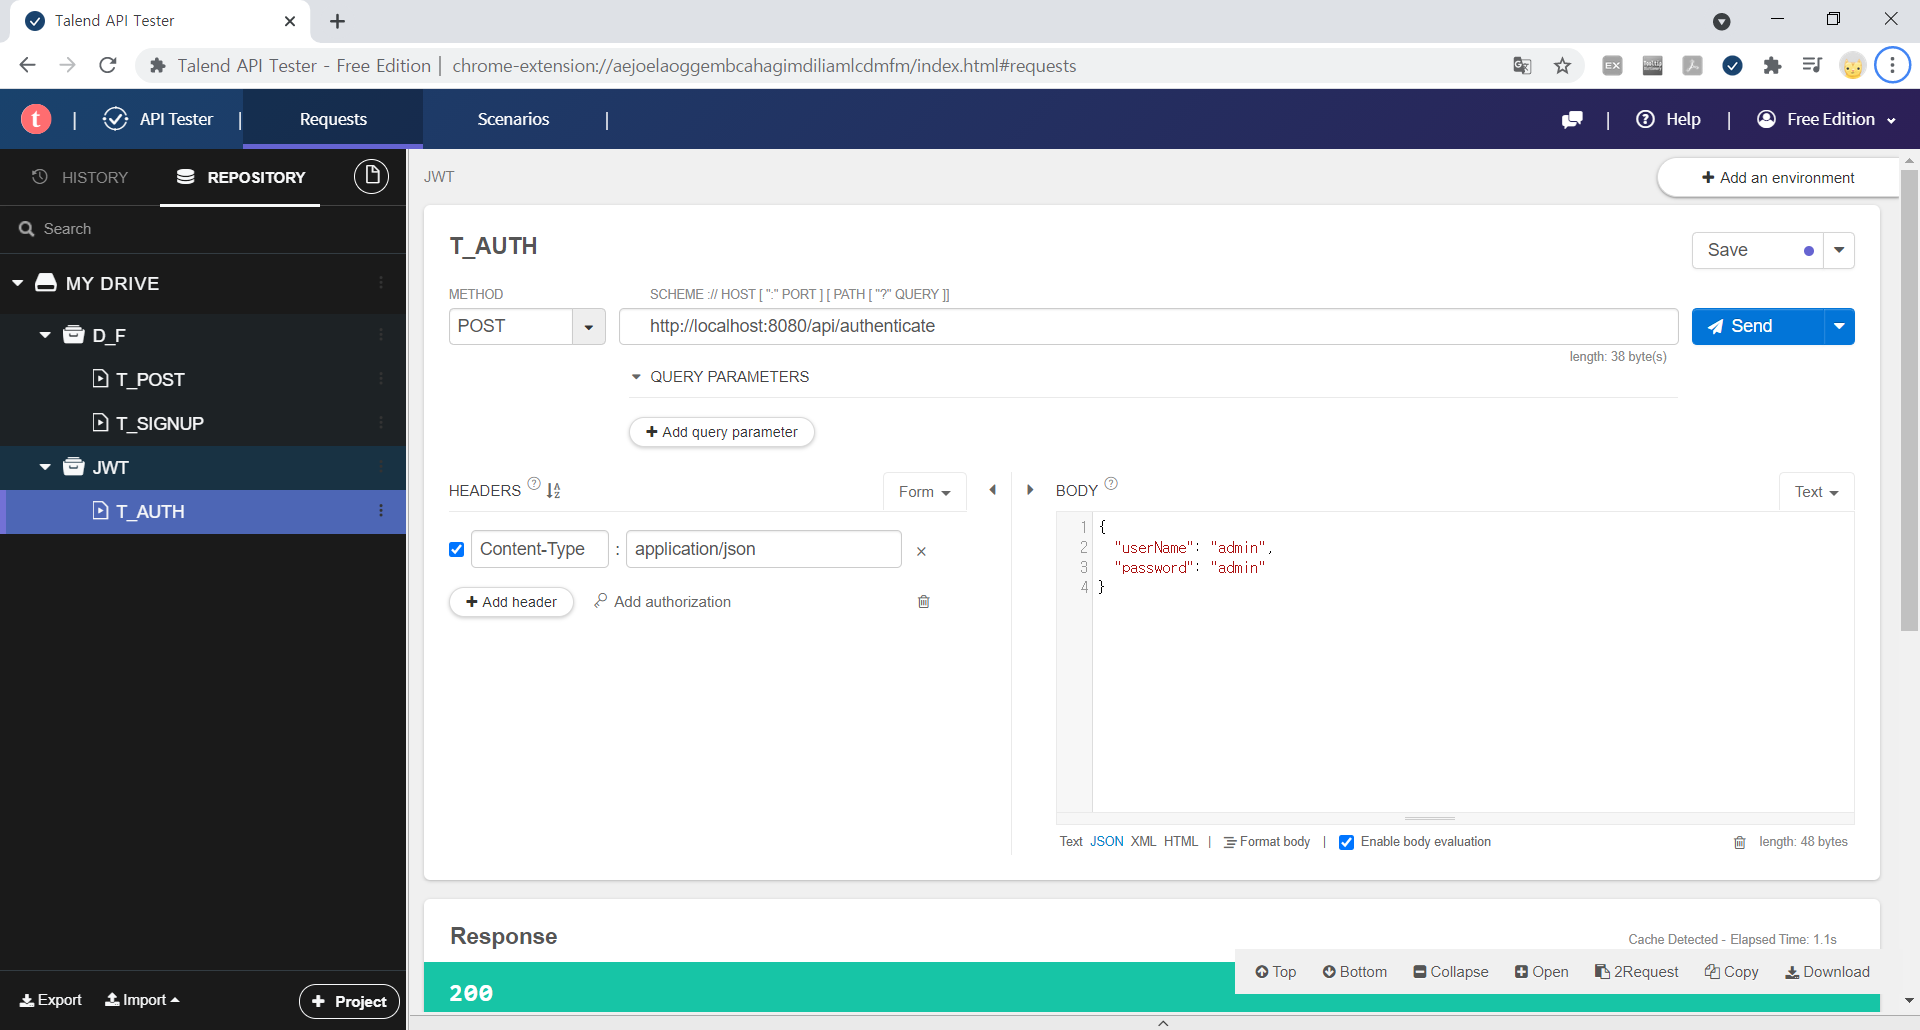 Talend API Tester
Talend API Tester - Free Edition | chrome-extension://aejoelaoggembcahagimdiliamlcdmfm/index.html#requests
EX
t | API Tester | Requests Scenarios | | Help | Free Edition
HISTORY REPOSITORY
Search
MY DRIVE
D_F
T_POST
T_SIGNUP
JWT
T_AUTH
Export Import + Project
JWT
+ Add an environment
T_AUTH
Save
METHOD SCHEME :// HOST [ ":" PORT ] [ PATH [ "?" QUERY ]]
POST http://localhost:8080/api/authenticate Send
length: 38 byte(s)
QUERY PARAMETERS
+ Add query parameter
HEADERS ? Form
Content-Type : application/json ×
+ Add header Add authorization
BODY ? Text
1 {
2 "userName": "admin",
3 "password": "admin"
4 }
Text JSON XML HTML | Format body | Enable body evaluation length: 48 bytes
Response
Cache Detected - Elapsed Time: 1.1s
200
Top Bottom Collapse Open 2Request Copy Download